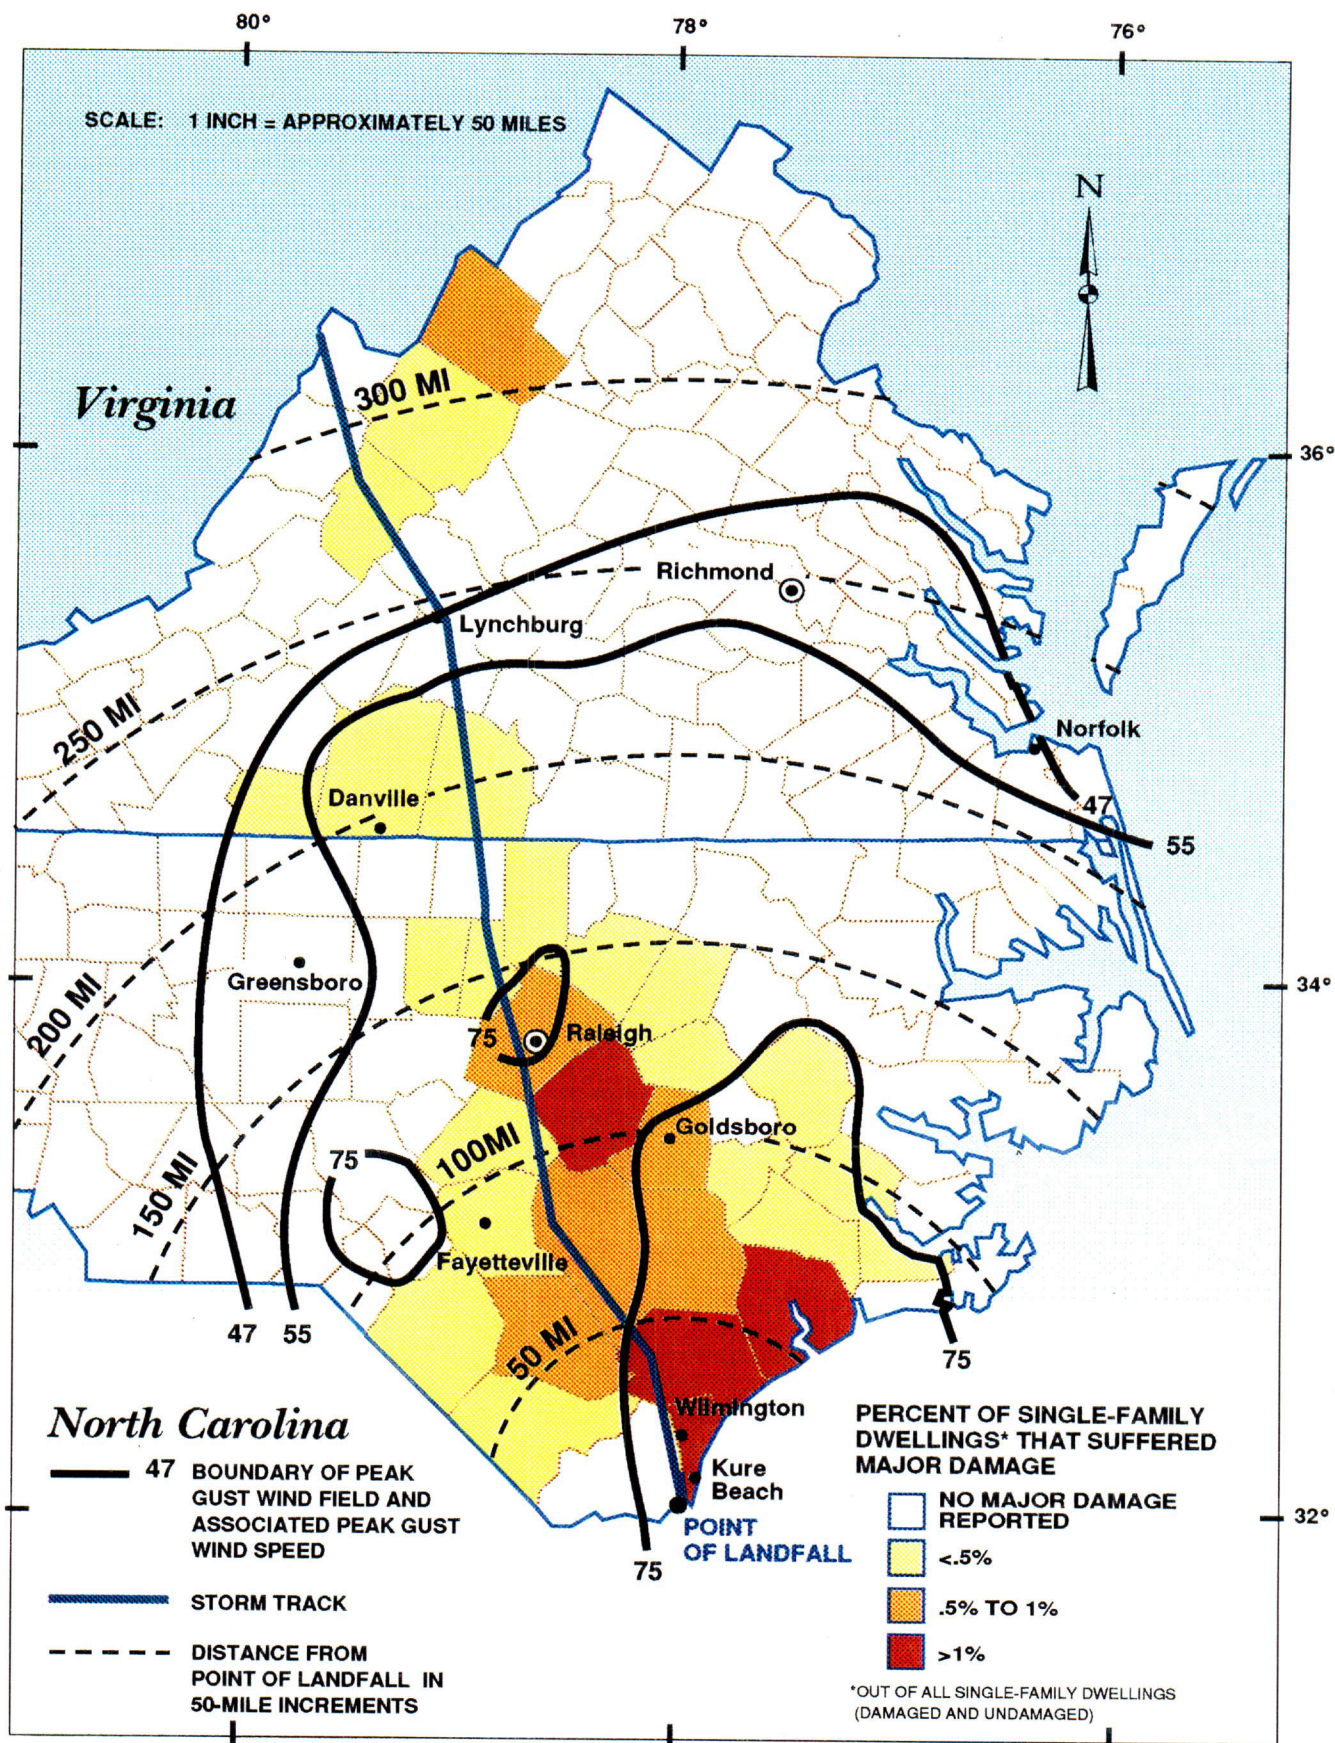 80°
78°
76°
SCALE: 1 INCH = APPROXIMATELY 50 MILES
N
Virginia
300 MI
36°
Richmond
Lynchburg
250 MI
Norfolk
Danville
47
55
Greensboro
34°
200 MI
75
Raleigh
Goldsboro
100MI
75
150 MI
Fayetteville
47
55
50 MI
75
North Carolina
47 BOUNDARY OF PEAK
GUST WIND FIELD AND
ASSOCIATED PEAK GUST
WIND SPEED
STORM TRACK
DISTANCE FROM
POINT OF LANDFALL IN
50-MILE INCREMENTS
Wilmington
Kure
Beach
POINT
OF LANDFALL
75
32°
PERCENT OF SINGLE-FAMILY
DWELLINGS* THAT SUFFERED
MAJOR DAMAGE
NO MAJOR DAMAGE
REPORTED
<.5%
.5% TO 1%
>1%
*OUT OF ALL SINGLE-FAMILY DWELLINGS
(DAMAGED AND UNDAMAGED)